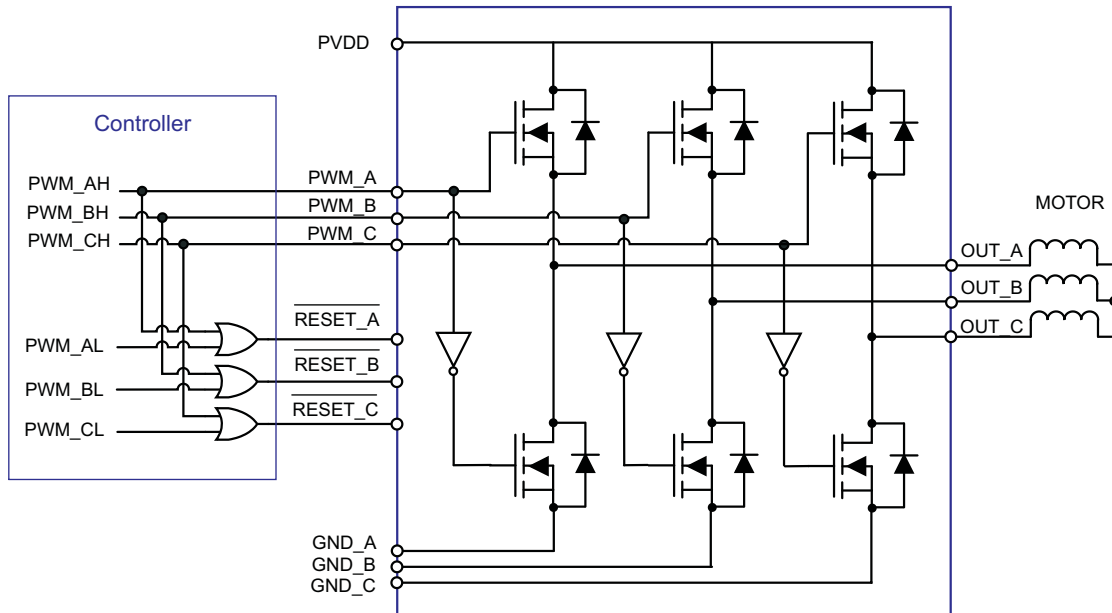 PVDD
Controller
PWM_AH
PWM_BH
PWM_CH
PWM_AL
PWM_BL
PWM_CL
PWM_A
PWM_B
PWM_C
RESET_A
RESET_B
RESET_C
GND_A
GND_B
GND_C
MOTOR
OUT_A
OUT_B
OUT_C